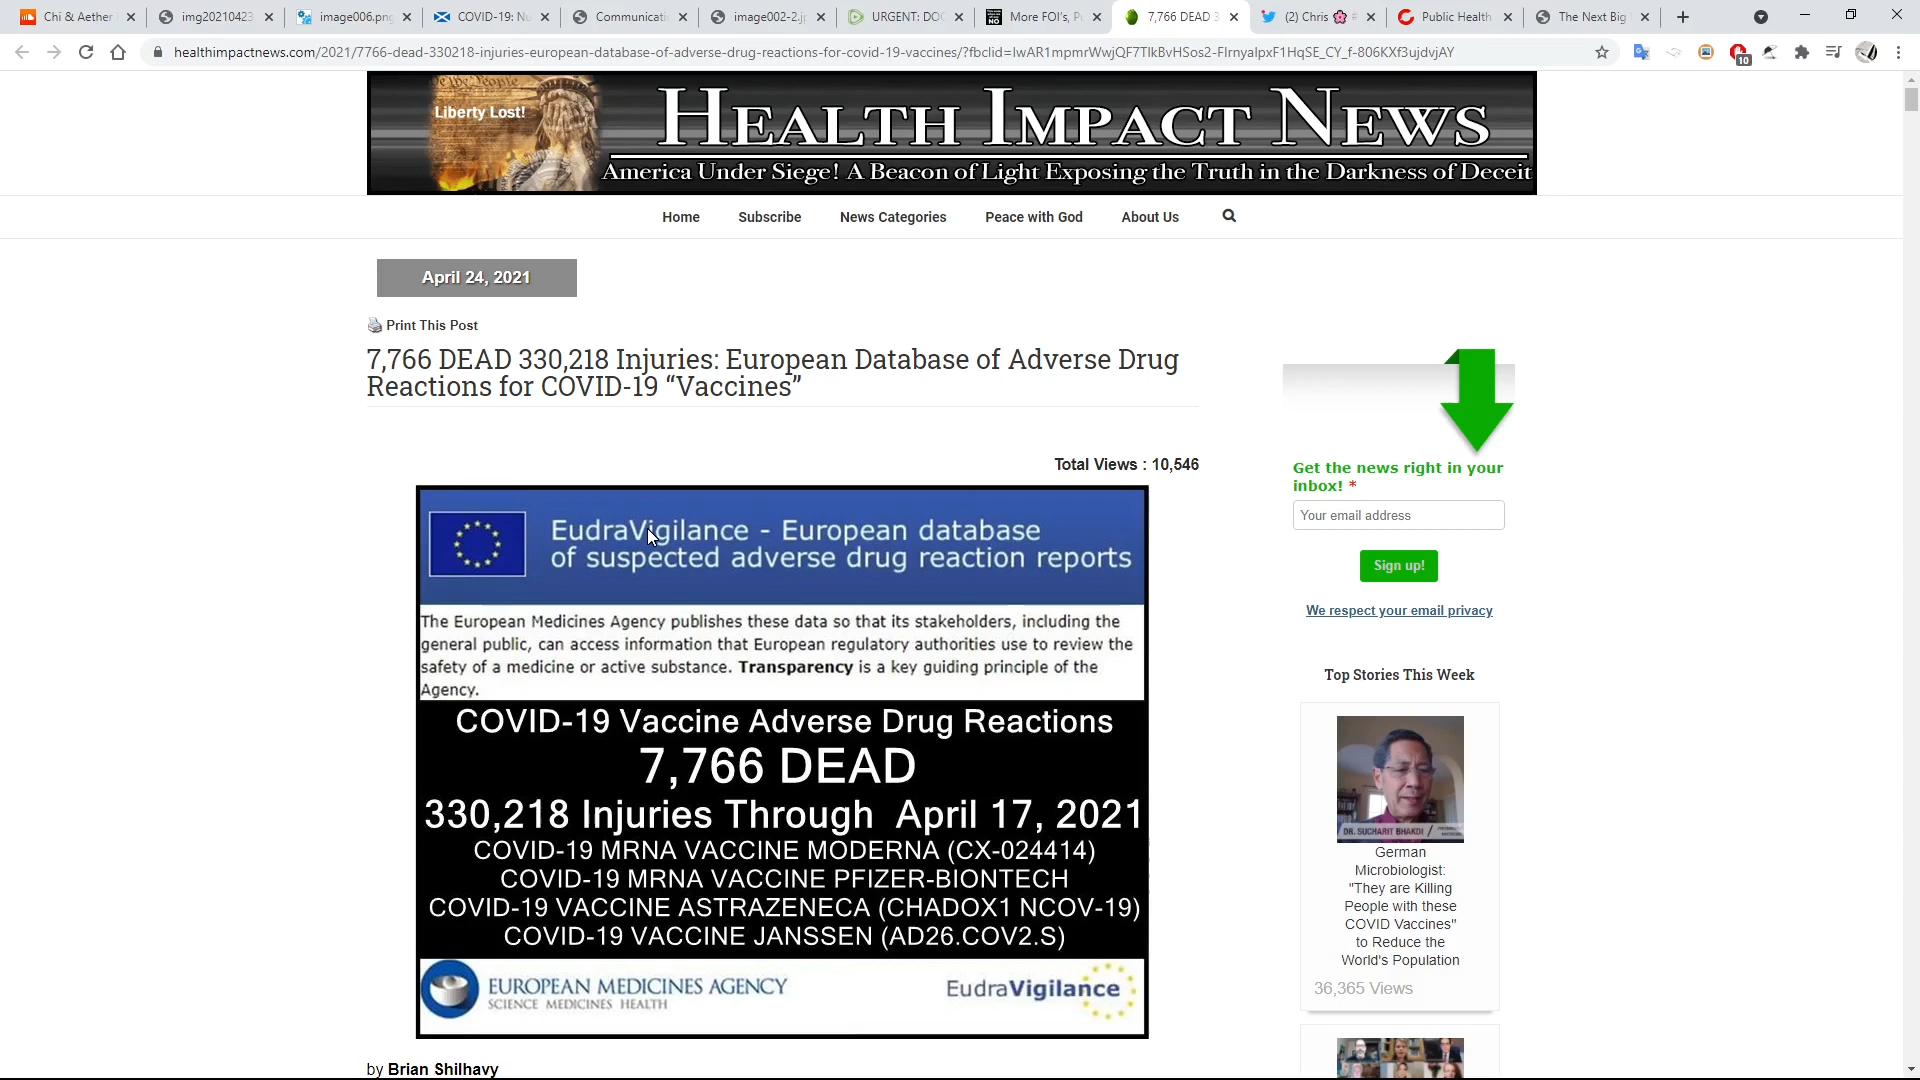 Chi & Aether
img20210423
image006.png
COVID-19: Nu
Communicati
image002-2.j
URGENT: DOC
More FOI's, P
7,766 DEAD 3
(2) Chris
Public Health
The Next Big
healthimpactnews.com/2021/7766-dead-330218-injuries-european-database-of-adverse-drug-reactions-for-covid-19-vaccines/?fbclid=IwAR1mpmrWwjQF7TlkBvHSos2-FIrnyalpxF1HqSE_CY_f-806KXf3ujdvjAY
10
We the People
Liberty Lost!
HEALTH IMPACT NEWS
America Under Siege! A Beacon of Light Exposing the Truth in the Darkness of Deceit
Home
Subscribe
News Categories
Peace with God
About Us
April 24, 2021
Print This Post
7,766 DEAD 330,218 Injuries: European Database of Adverse Drug
Reactions for COVID-19 “Vaccines”
Total Views : 10,546
EudraVigilance - European database
of suspected adverse drug reaction reports
The European Medicines Agency publishes these data so that its stakeholders, including the
general public, can access information that European regulatory authorities use to review the
safety of a medicine or active substance. Transparency is a key guiding principle of the
Agency.
COVID-19 Vaccine Adverse Drug Reactions
7,766 DEAD
330,218 Injuries Through April 17, 2021
COVID-19 MRNA VACCINE MODERNA (CX-024414)
COVID-19 MRNA VACCINE PFIZER-BIONTECH
COVID-19 VACCINE ASTRAZENECA (CHADOX1 NCOV-19)
COVID-19 VACCINE JANSSEN (AD26.COV2.S)
EUROPEAN MEDICINES AGENCY
SCIENCE MEDICINES HEALTH
EudraVigilance
by Brian Shilhavy
Get the news right in your
inbox! *
Your email address
Sign up!
We respect your email privacy
Top Stories This Week
DR. SUCHARIT BHAKDI /
German
Microbiologist:
"They are Killing
People with these
COVID Vaccines"
to Reduce the
World's Population
36,365 Views